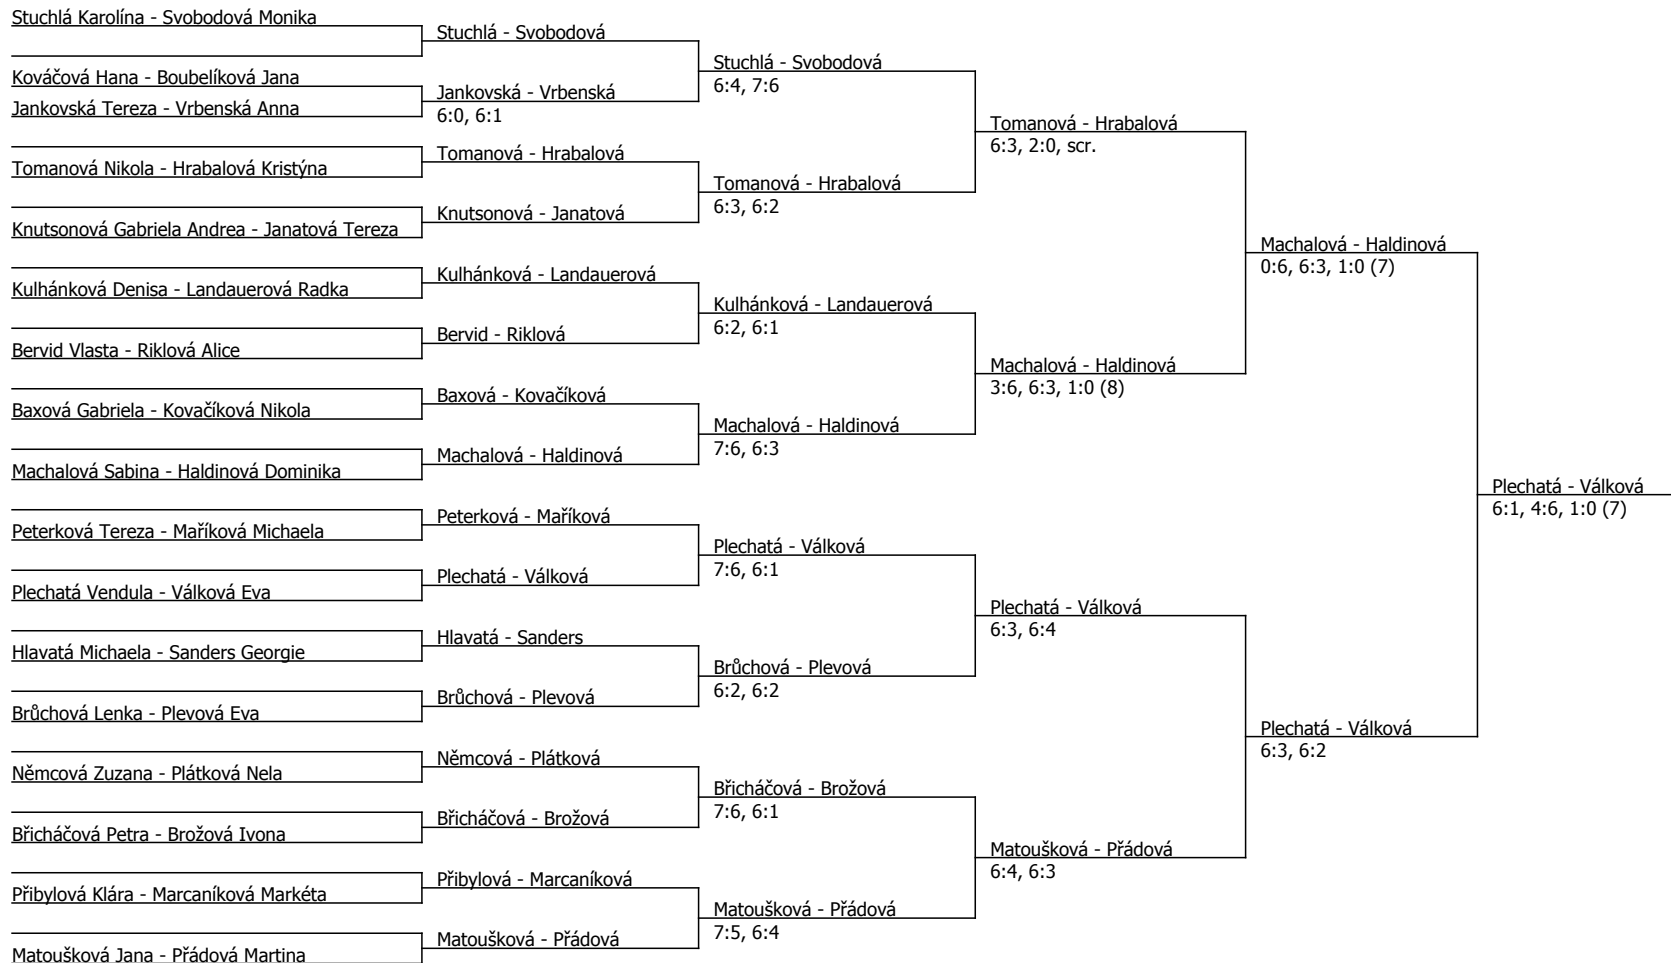 Stuchlá Karolína - Svobodová Monika
Kováčová Hana - Boubelíková Jana
Jankovská Tereza - Vrbenská Anna
Tomanová Nikola - Hrabalová Kristýna
Knutsonová Gabriela Andrea - Janatová Tereza
Kulhánková Denisa - Landauerová Radka
Bervid Vlasta - Riklová Alice
Baxová Gabriela - Kovačíková Nikola
Machalová Sabina - Haldinová Dominika
Peterková Tereza - Maříková Michaela
Plechatá Vendula - Válková Eva
Hlavatá Michaela - Sanders Georgie
Brůchová Lenka - Plevová Eva
Němcová Zuzana - Plátková Nela
Břicháčová Petra - Brožová Ivona
Přibylová Klára - Marcaníková Markéta
Matoušková Jana - Přádová Martina
Stuchlá - Svobodová
Jankovská - Vrbenská
6:0, 6:1
Tomanová - Hrabalová
Knutsonová - Janatová
Kulhánková - Landauerová
Bervid - Riklová
Baxová - Kovačíková
Machalová - Haldinová
Peterková - Maříková
Plechatá - Válková
Hlavatá - Sanders
Brůchová - Plevová
Němcová - Plátková
Břicháčová - Brožová
Přibylová - Marcaníková
Matoušková - Přádová
Stuchlá - Svobodová
6:4, 7:6
Tomanová - Hrabalová
6:3, 6:2
Kulhánková - Landauerová
6:2, 6:1
Machalová - Haldinová
7:6, 6:3
Plechatá - Válková
7:6, 6:1
Brůchová - Plevová
6:2, 6:2
Břicháčová - Brožová
7:6, 6:1
Matoušková - Přádová
7:5, 6:4
Tomanová - Hrabalová
6:3, 2:0, scr.
Machalová - Haldinová
3:6, 6:3, 1:0 (8)
Plechatá - Válková
6:3, 6:4
Matoušková - Přádová
6:4, 6:3
Machalová - Haldinová
0:6, 6:3, 1:0 (7)
Plechatá - Válková
6:3, 6:2
Plechatá - Válková
6:1, 4:6, 1:0 (7)